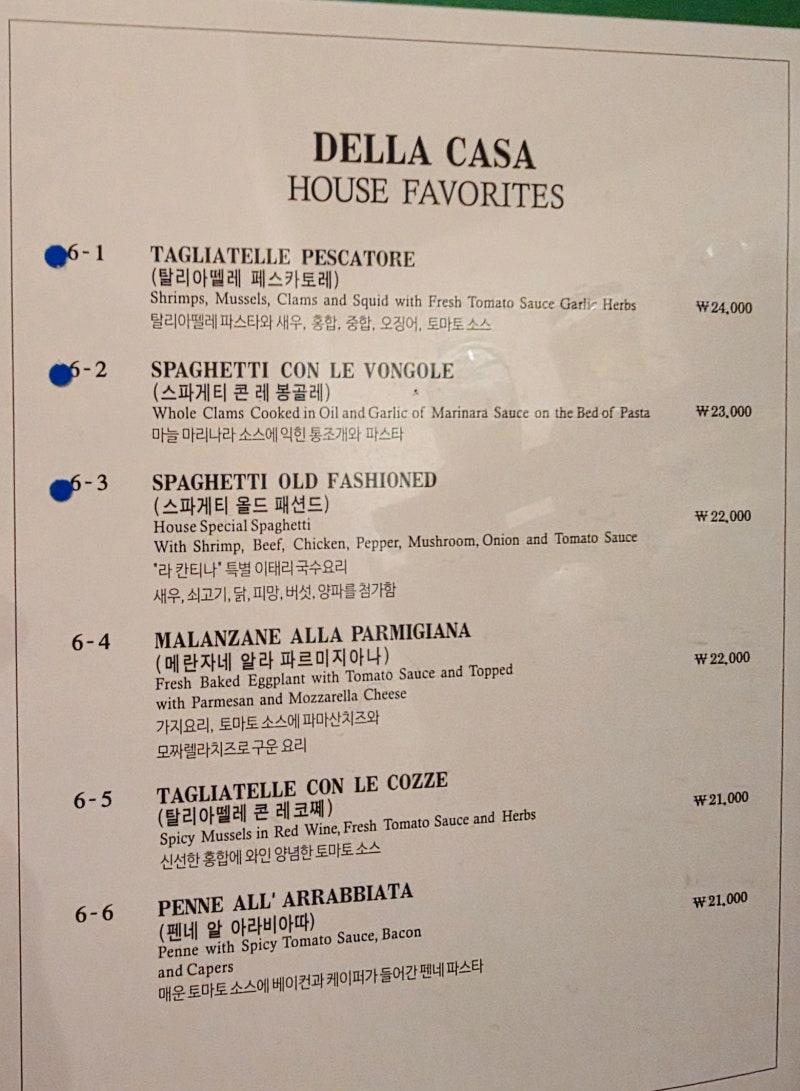 DELLA CASA
HOUSE FAVORITES
6-1 TAGLIATELLE PESCATORE
(탈리아뗄레 페스카토레)
Shrimps, Mussels, Clams and Squid with Fresh Tomato Sauce Garlic Herbs ₩24,000
탈리아뗄레 파스타와 새우, 홍합, 중합, 오징어, 토마토 소스
6-2 SPAGHETTI CON LE VONGOLE
(스파게티 콘 레 봉골레)
Whole Clams Cooked in Oil and Garlic of Marinara Sauce on the Bed of Pasta ₩23,000
마늘 마리나라 소스에 익힌 통조개와 파스타
6-3 SPAGHETTI OLD FASHIONED
(스파게티 올드 패션드)
House Special Spaghetti ₩22,000
With Shrimp, Beef, Chicken, Pepper, Mushroom, Onion and Tomato Sauce
"라 칸티나" 특별 이태리 국수요리
새우, 쇠고기, 닭, 피망, 버섯, 양파를 첨가함
6-4 MALANZANE ALLA PARMIGIANA
(메란자네 알라 파르미지아나) ₩22,000
Fresh Baked Eggplant with Tomato Sauce and Topped
with Parmesan and Mozzarella Cheese
가지요리, 토마토 소스에 파마산치즈와
모짜렐라치즈로 구운 요리
6-5 TAGLIATELLE CON LE COZZE
(탈리아뗄레 콘 레 코쩨) ₩21,000
Spicy Mussels in Red Wine, Fresh Tomato Sauce and Herbs
신선한 홍합에 와인 양념한 토마토 소스
6-6 PENNE ALL' ARRABBIATA ₩21,000
(펜네 알 아라비아따)
Penne with Spicy Tomato Sauce, Bacon
and Capers
매운 토마토 소스에 베이컨과 케이퍼가 들어간 펜네 파스타